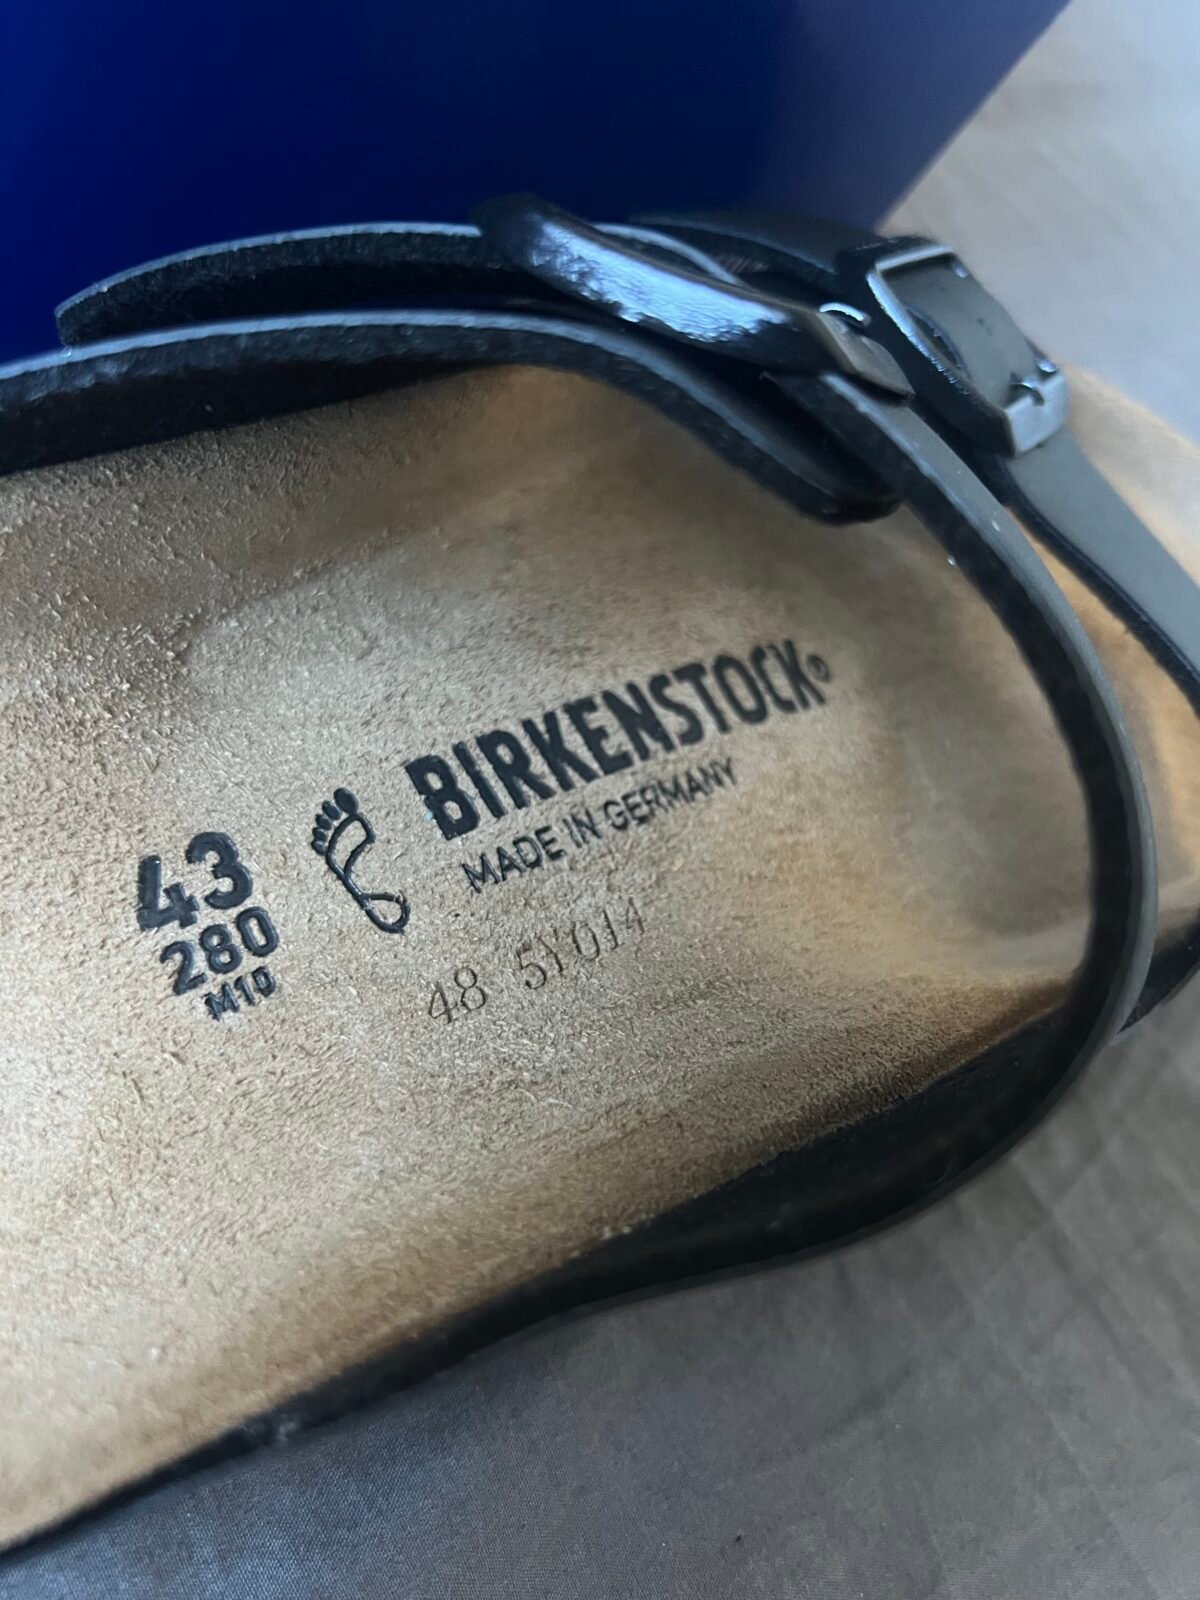 BIRKENSTOCK®
MADE IN GERMANY
43
280
M10
48 5Y014